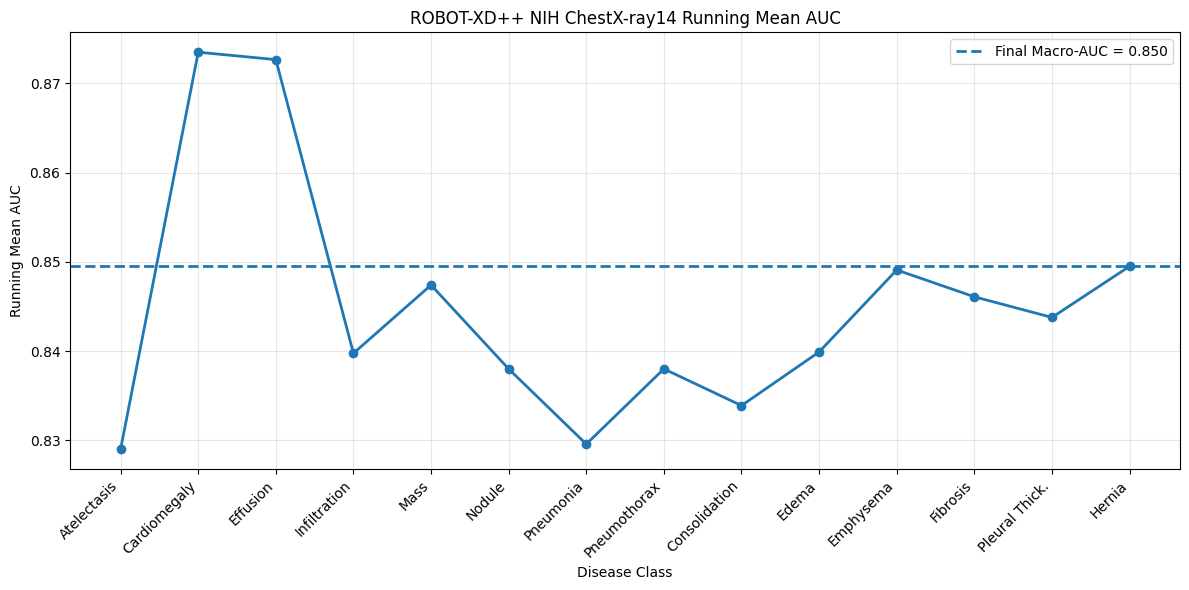 ROBOT-XD++ NIH ChestX-ray14 Running Mean AUC
Final Macro-AUC = 0.850
Running Mean AUC
0.87
0.86
0.85
0.84
0.83
Atelectasis
Cardiomegaly
Effusion
Infiltration
Mass
Nodule
Pneumonia
Pneumothorax
Consolidation
Edema
Emphysema
Fibrosis
Pleural Thick.
Hernia
Disease Class